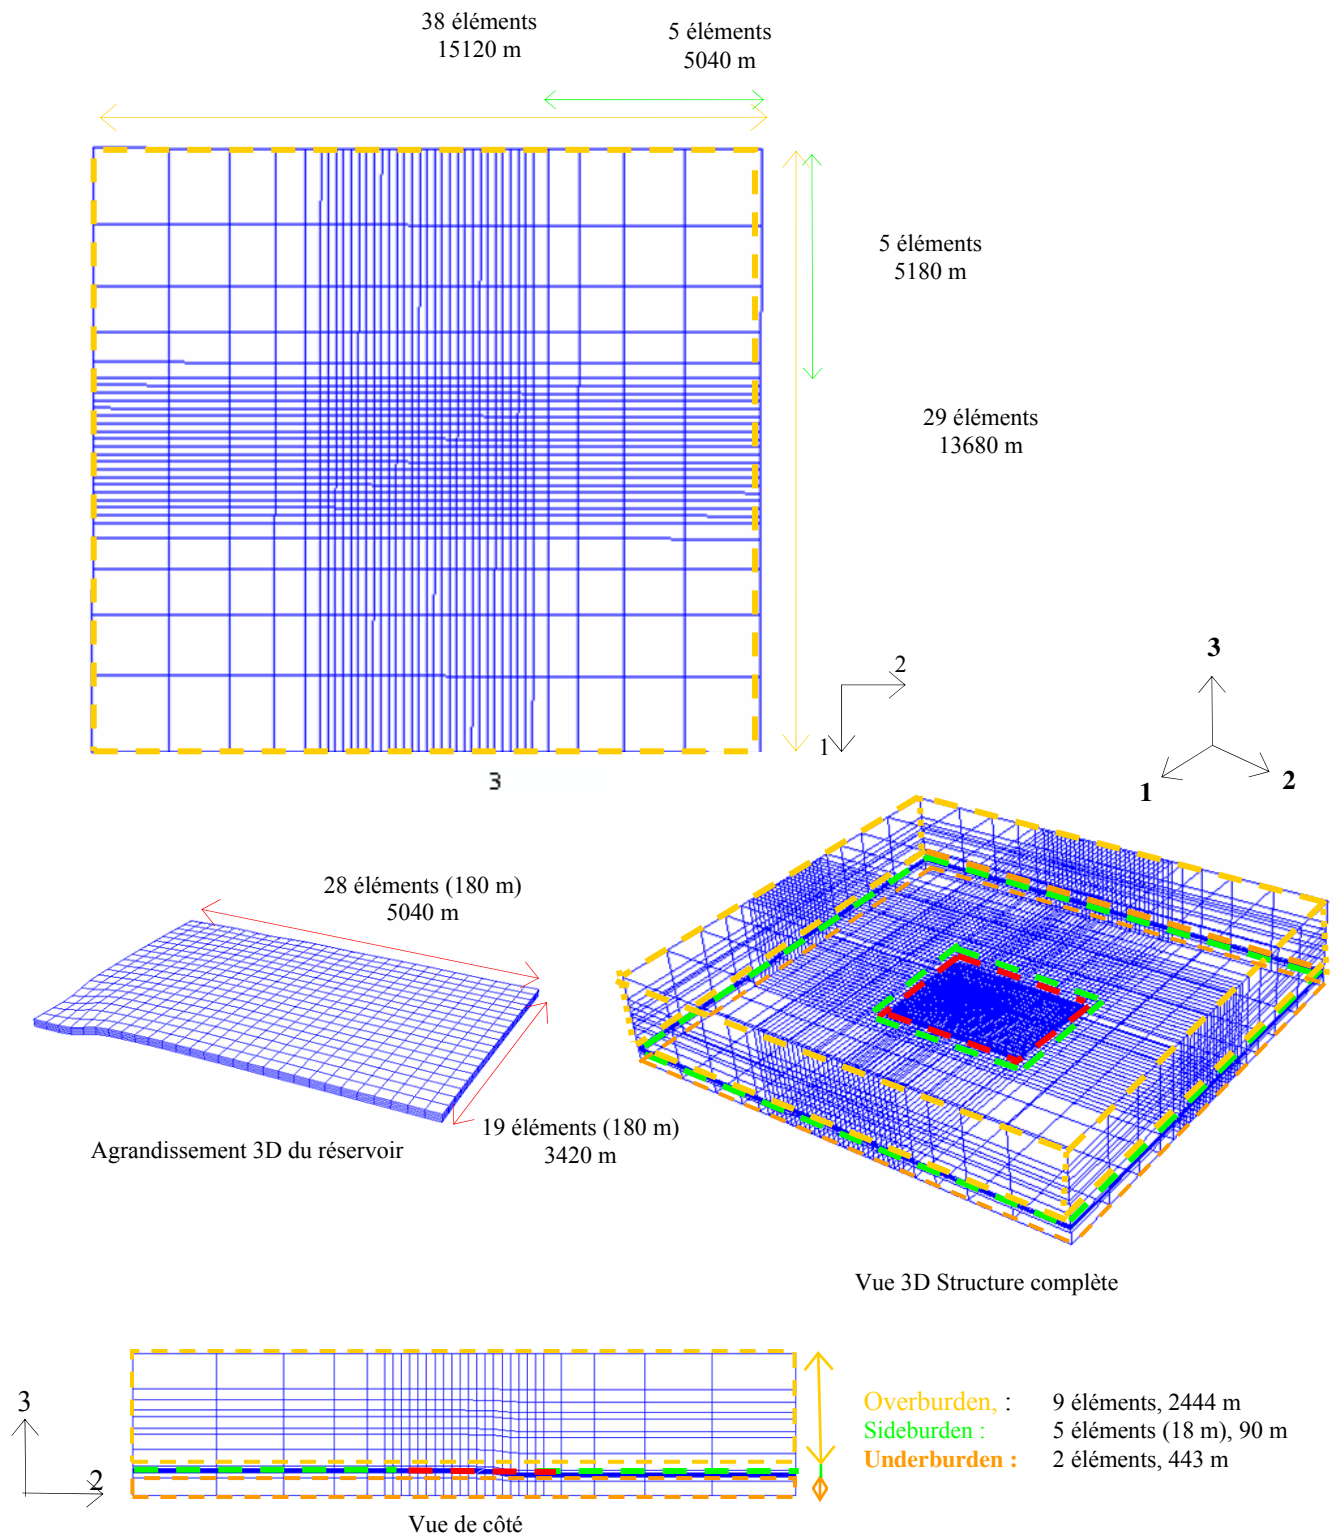 38 éléments
15120 m
5 éléments
5040 m
5 éléments
5180 m
29 éléments
13680 m
2
1
3
3
1
2
28 éléments (180 m)
5040 m
19 éléments (180 m)
3420 m
Agrandissement 3D du réservoir
Vue 3D Structure complète
3
2
Overburden, : 9 éléments, 2444 m
Sideburden : 5 éléments (18 m), 90 m
Underburden : 2 éléments, 443 m
Vue de côté